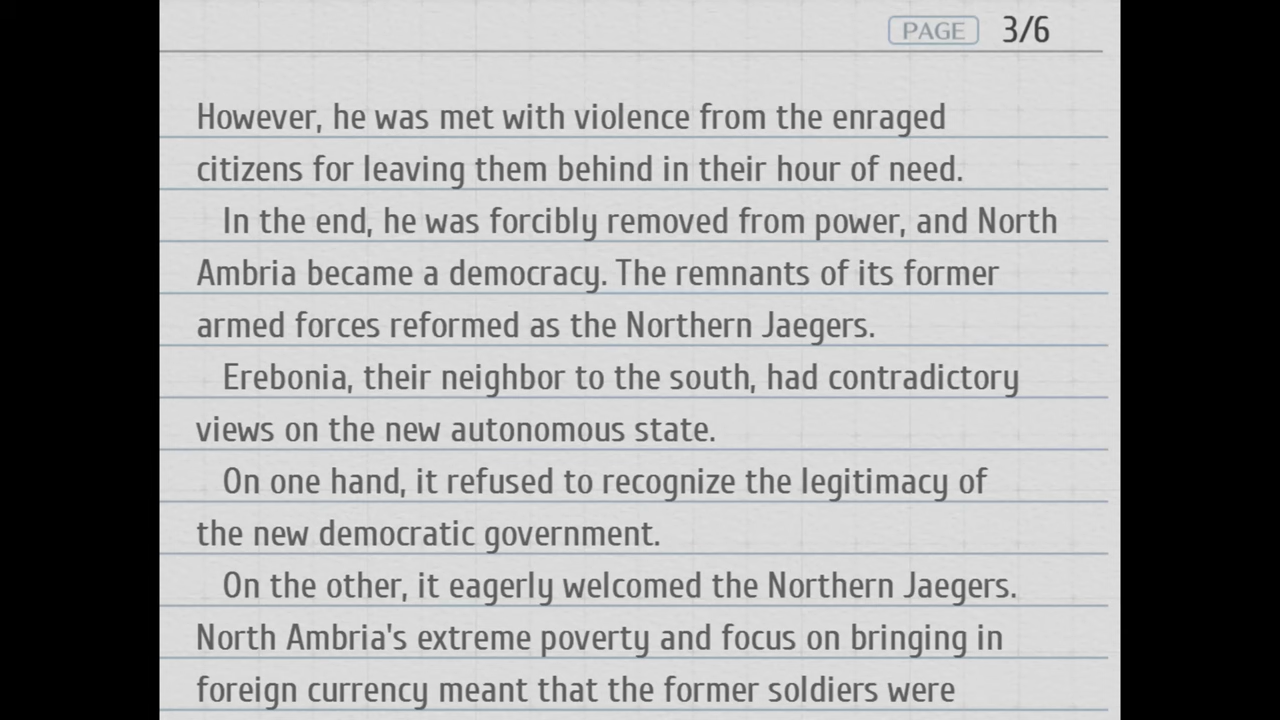 PAGE 3/6
However, he was met with violence from the enraged
citizens for leaving them behind in their hour of need.
In the end, he was forcibly removed from power, and North
Ambria became a democracy. The remnants of its former
armed forces reformed as the Northern Jaegers.
Erebonia, their neighbor to the south, had contradictory
views on the new autonomous state.
On one hand, it refused to recognize the legitimacy of
the new democratic government.
On the other, it eagerly welcomed the Northern Jaegers.
North Ambria's extreme poverty and focus on bringing in
foreign currency meant that the former soldiers were